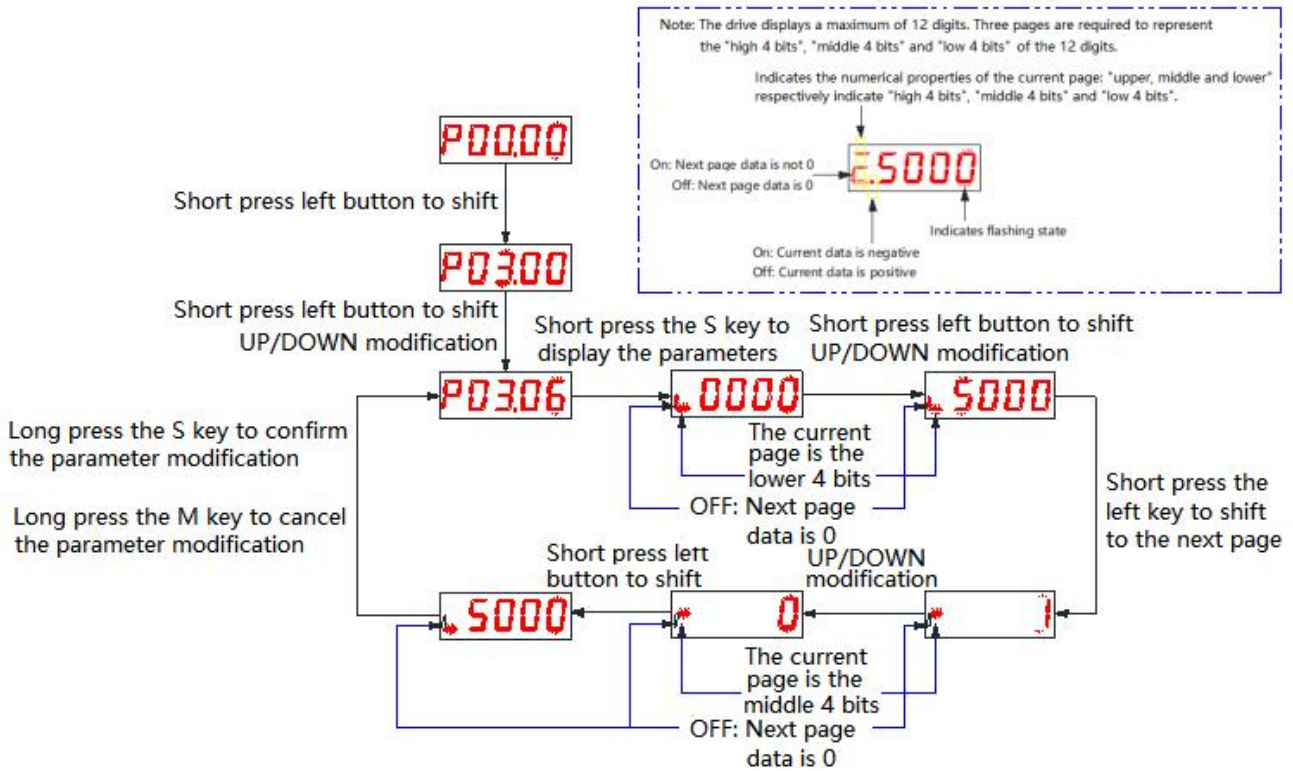 Note: The drive displays a maximum of 12 digits. Three pages are required to represent
the "high 4 bits", "middle 4 bits" and "low 4 bits" of the 12 digits.
Indicates the numerical properties of the current page: "upper, middle and lower"
respectively indicate "high 4 bits", "middle 4 bits" and "low 4 bits".
On: Next page data is not 0
Off: Next page data is 0
.5000
Indicates flashing state
On: Current data is negative
Off: Current data is positive
P00.00
Short press left button to shift
P03.00
Short press left button to shift
UP/DOWN modification
P03.06
Short press the S key to
display the parameters
0000
Short press left button to shift
UP/DOWN modification
5000
The current
page is the
lower 4 bits
OFF: Next page
data is 0
Short press the
left key to shift
to the next page
1
UP/DOWN
modification
0
The current
page is the
middle 4 bits
OFF: Next page
data is 0
Short press left
button to shift
5000
Long press the S key to confirm
the parameter modification
Long press the M key to cancel
the parameter modification